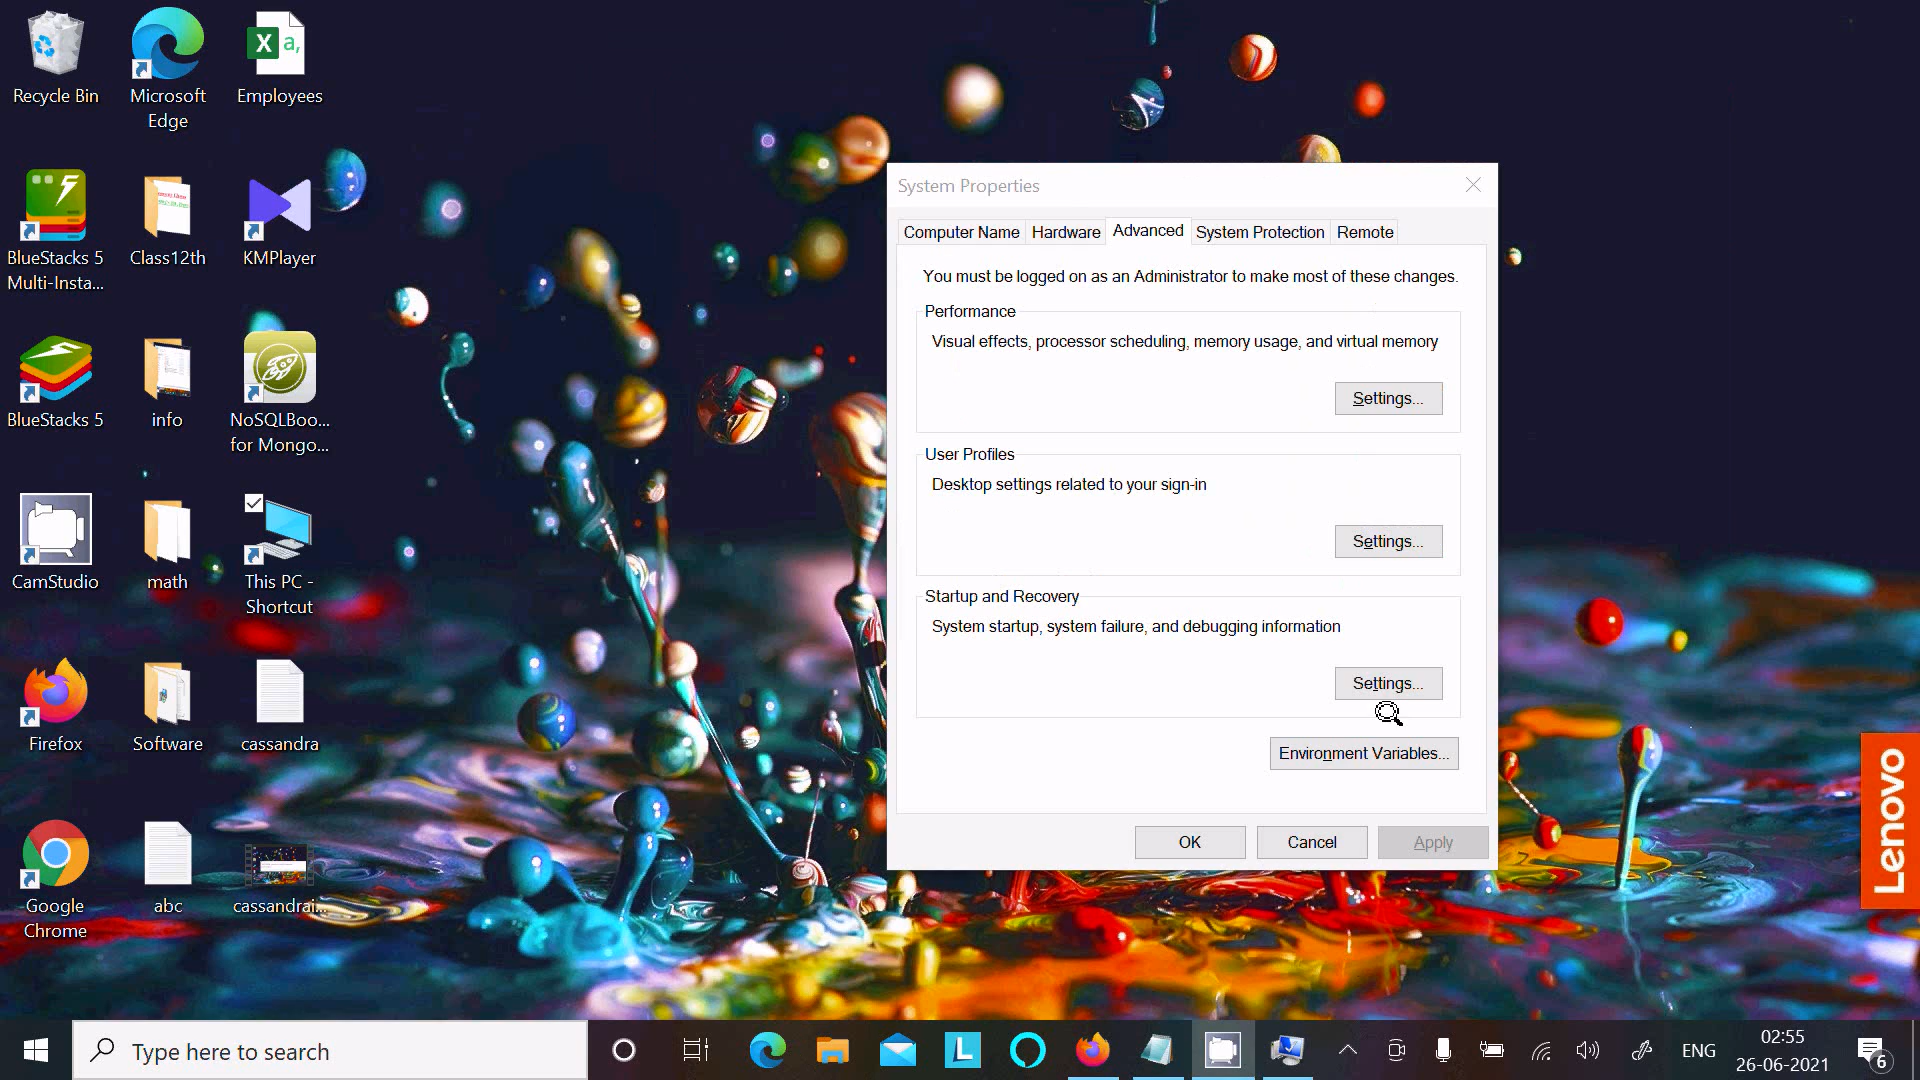 Recycle Bin
Microsoft
Edge
Employees
BlueStacks 5
Multi-Insta...
Class12th
KMPlayer
BlueStacks 5
info
NoSQLBoo...
for Mongo...
CamStudio
math
This PC -
Shortcut
Firefox
Software
cassandra
Google
Chrome
abc
cassandrai...
System Properties
Computer Name
Hardware
Advanced
System Protection
Remote
You must be logged on as an Administrator to make most of these changes.
Performance
Visual effects, processor scheduling, memory usage, and virtual memory
Settings...
User Profiles
Desktop settings related to your sign-in
Settings...
Startup and Recovery
System startup, system failure, and debugging information
Settings...
Environment Variables...
OK
Cancel
Apply
Lenovo
Type here to search
L
ENG
02:55
26-06-2021
6